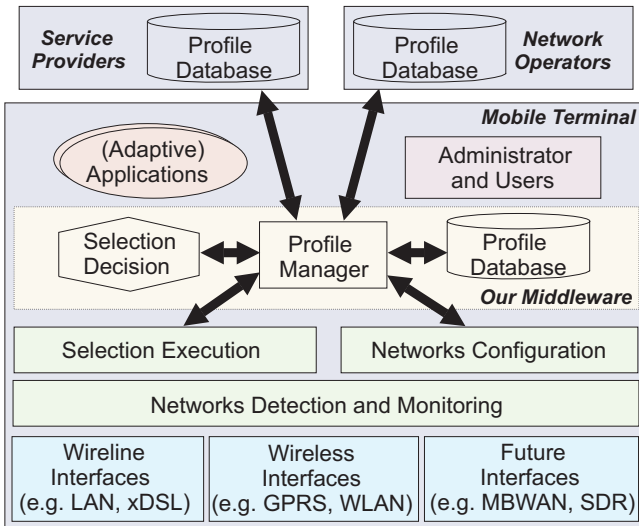 Service
Providers
Profile
Database
Profile
Database
Network
Operators
Mobile Terminal
(Adaptive)
Applications
Administrator
and Users
Selection
Decision
Profile
Manager
Profile
Database
Our Middleware
Selection Execution
Networks Configuration
Networks Detection and Monitoring
Wireline
Interfaces
(e.g. LAN, xDSL)
Wireless
Interfaces
(e.g. GPRS, WLAN)
Future
Interfaces
(e.g. MBWAN, SDR)